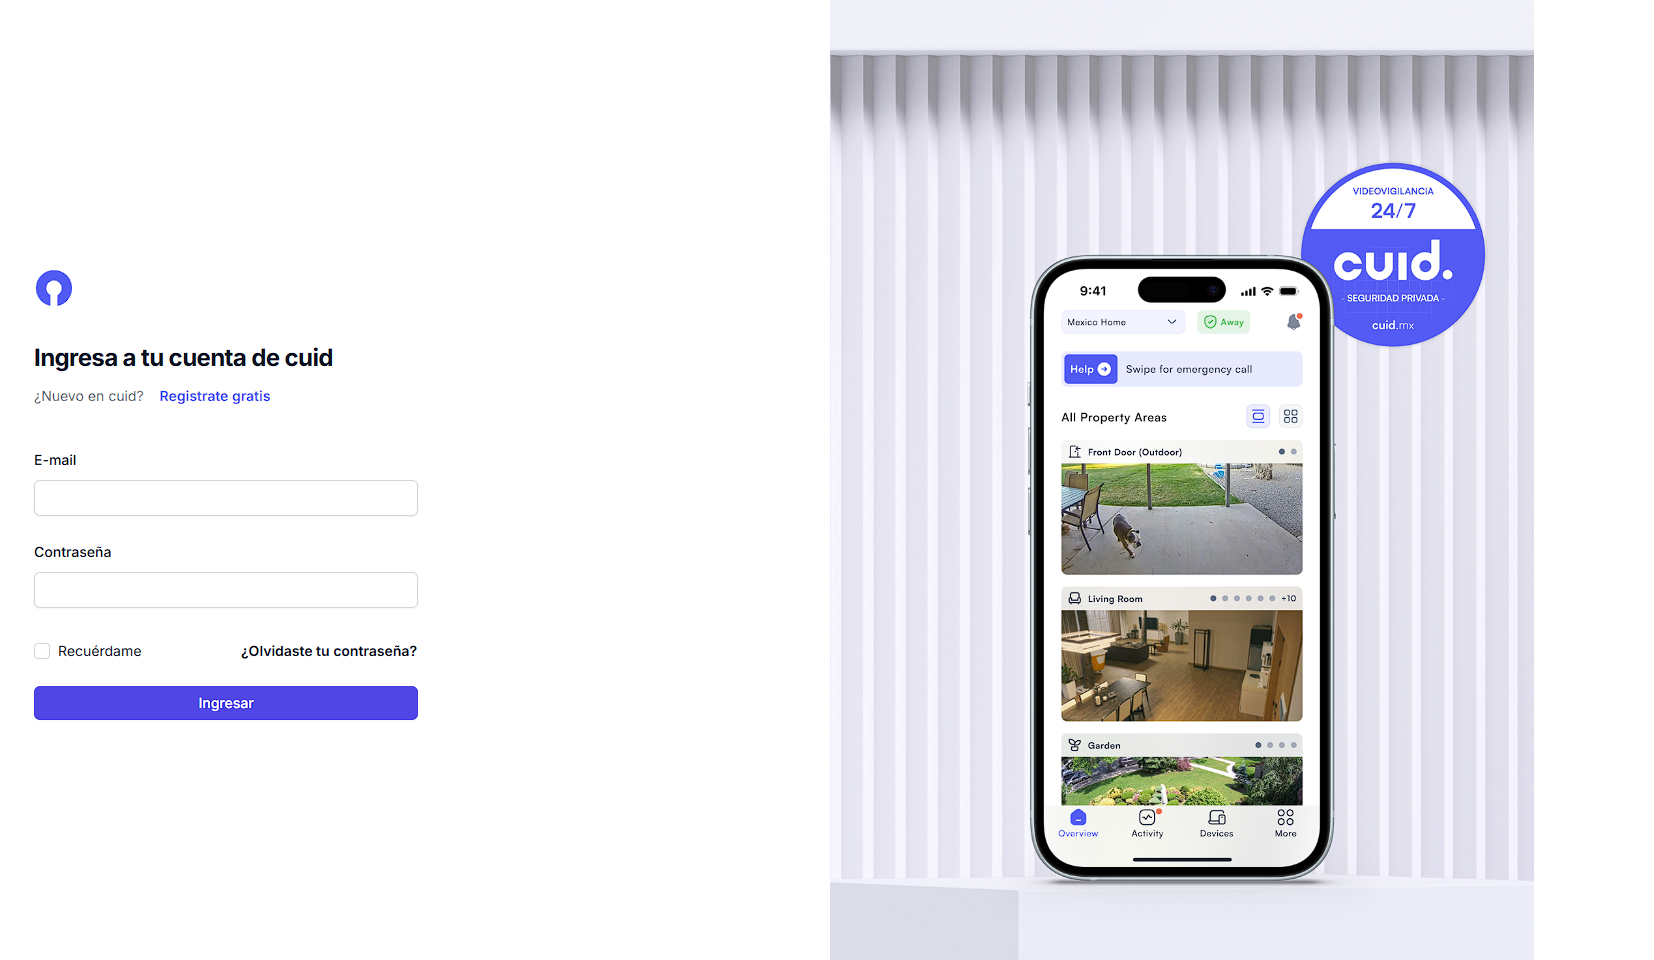 Ingresa a tu cuenta de cuid
¿Nuevo en cuid? Registrate gratis
E-mail
Contraseña
Recuérdame
¿Olvidaste tu contraseña?
Ingresar
VIDEOVIGILANCIA
24/7
cuid.
- SEGURIDAD PRIVADA -
cuid.mx
9:41
Mexico Home
Away
Help
Swipe for emergency call
All Property Areas
Front Door (Outdoor)
Living Room
+10
Garden
Overview
Activity
Devices
More